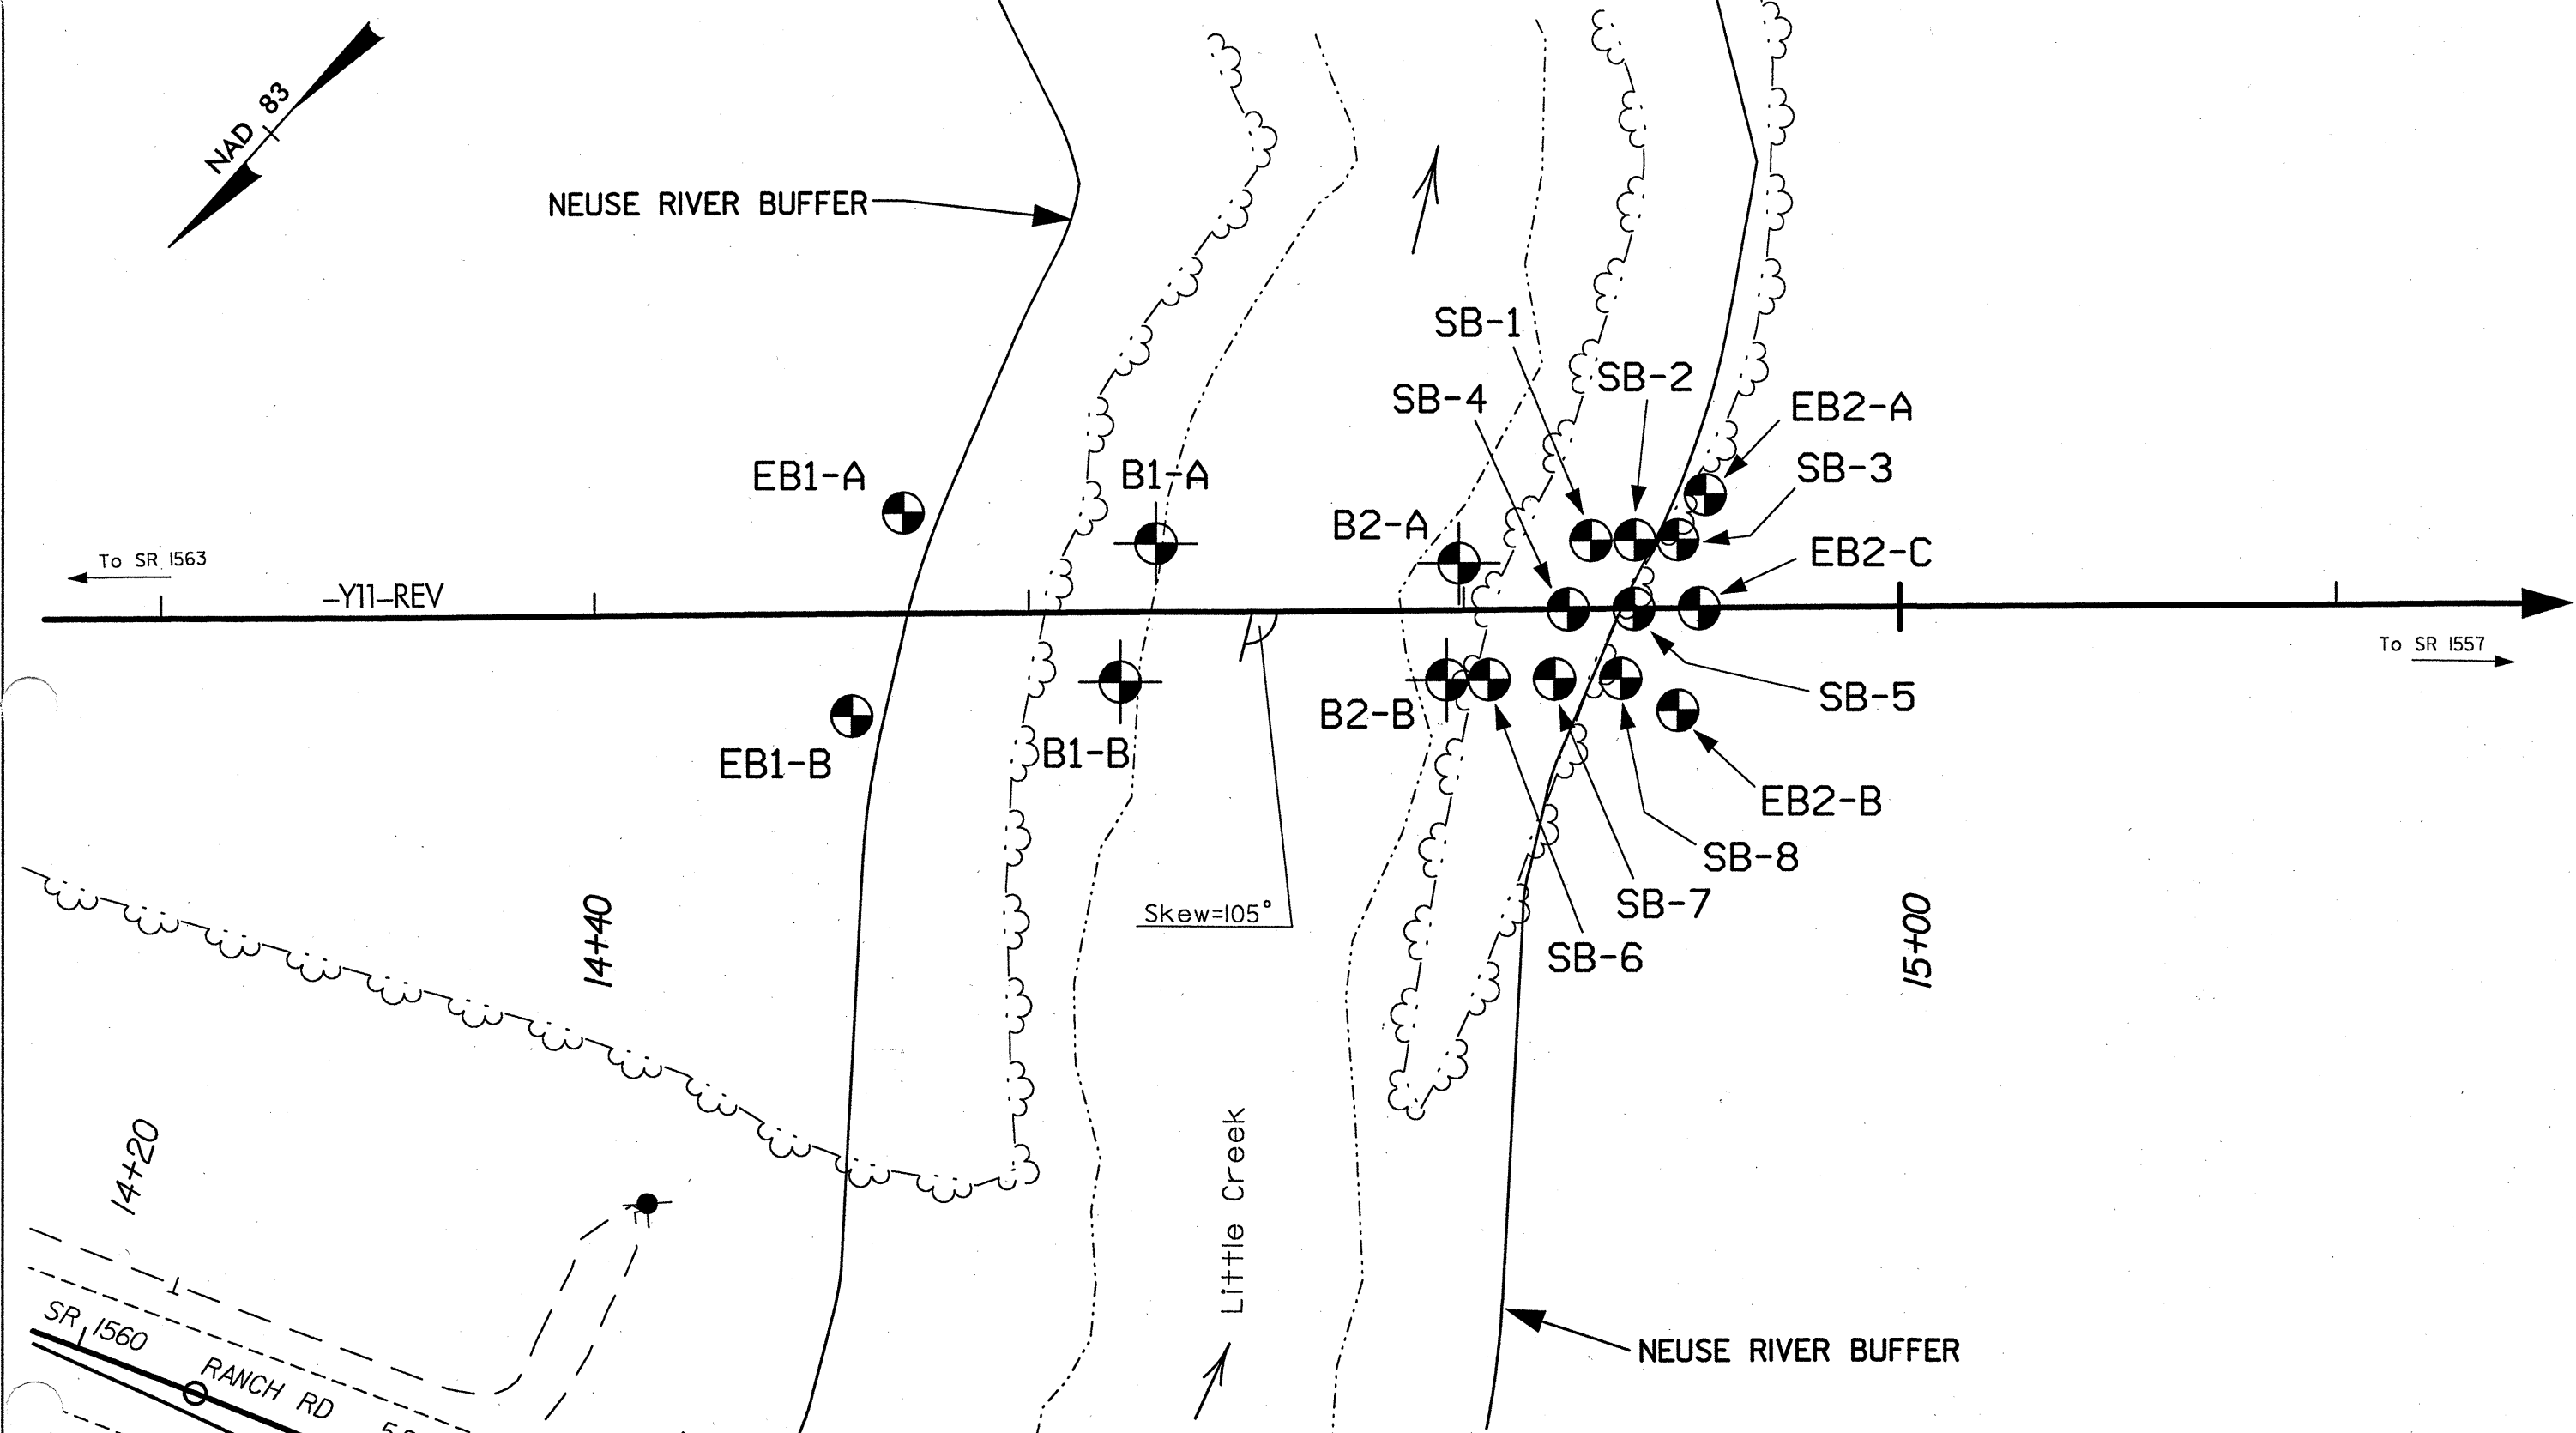 NAD 83
NEUSE RIVER BUFFER
SB-1
SB-2
SB-4
EB2-A
EB1-A
B1-A
SB-3
B2-A
EB2-C
To SR 1563
-Y11-REV
To SR 1557
SB-5
B2-B
B1-B
EB1-B
EB2-B
SB-8
SB-7
Skew=105°
SB-6
14+40
15+00
14+20
Little Creek
SR 1560
RANCH RD
NEUSE RIVER BUFFER